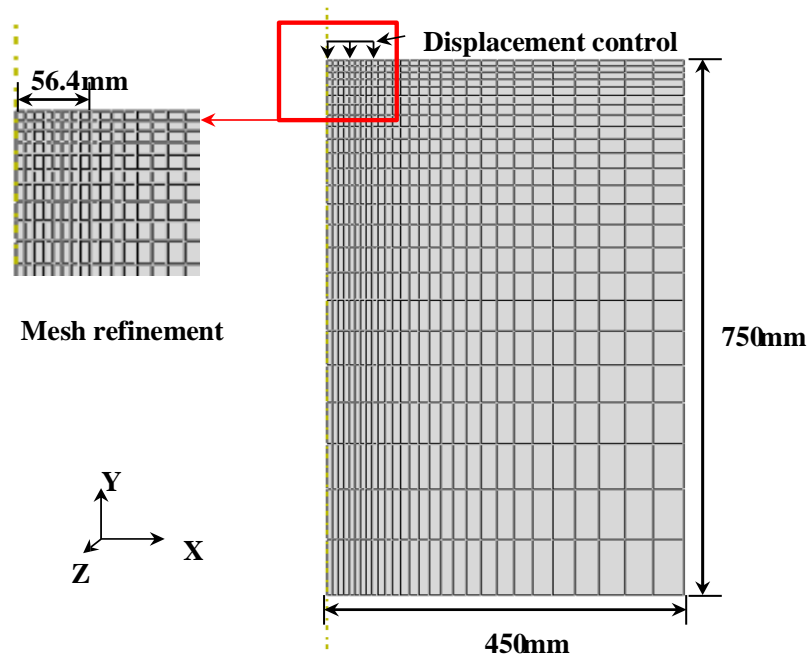 Displacement control
56.4mm
Mesh refinement
750mm
Y
X
Z
450mm